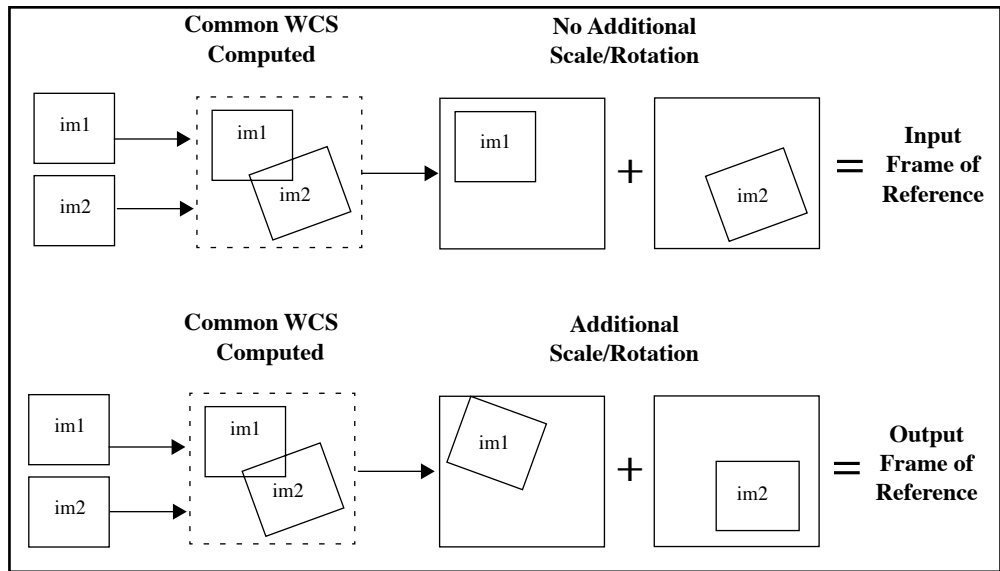 Common WCS
Computed
No Additional
Scale/Rotation
im1
im2
im1
im2
im1
+
im2
=
Input
Frame of
Reference
Common WCS
Computed
Additional
Scale/Rotation
im1
im2
im1
im2
im1
+
im2
=
Output
Frame of
Reference